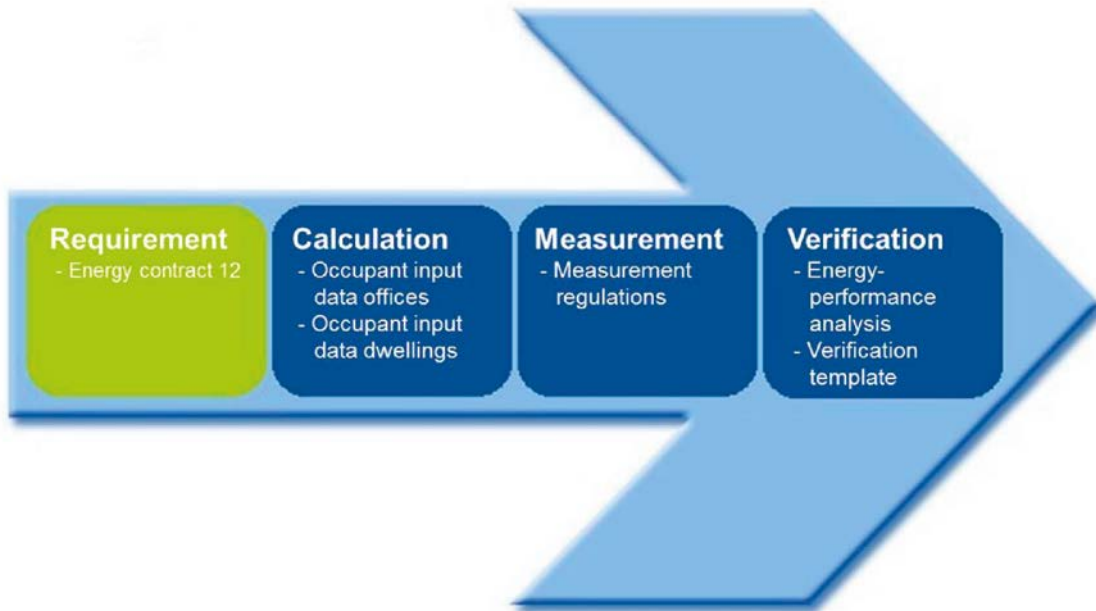 Requirement
- Energy contract 12
Calculation
- Occupant input
data offices
- Occupant input
data dwellings
Measurement
- Measurement
regulations
Verification
- Energy-
performance
analysis
- Verification
template